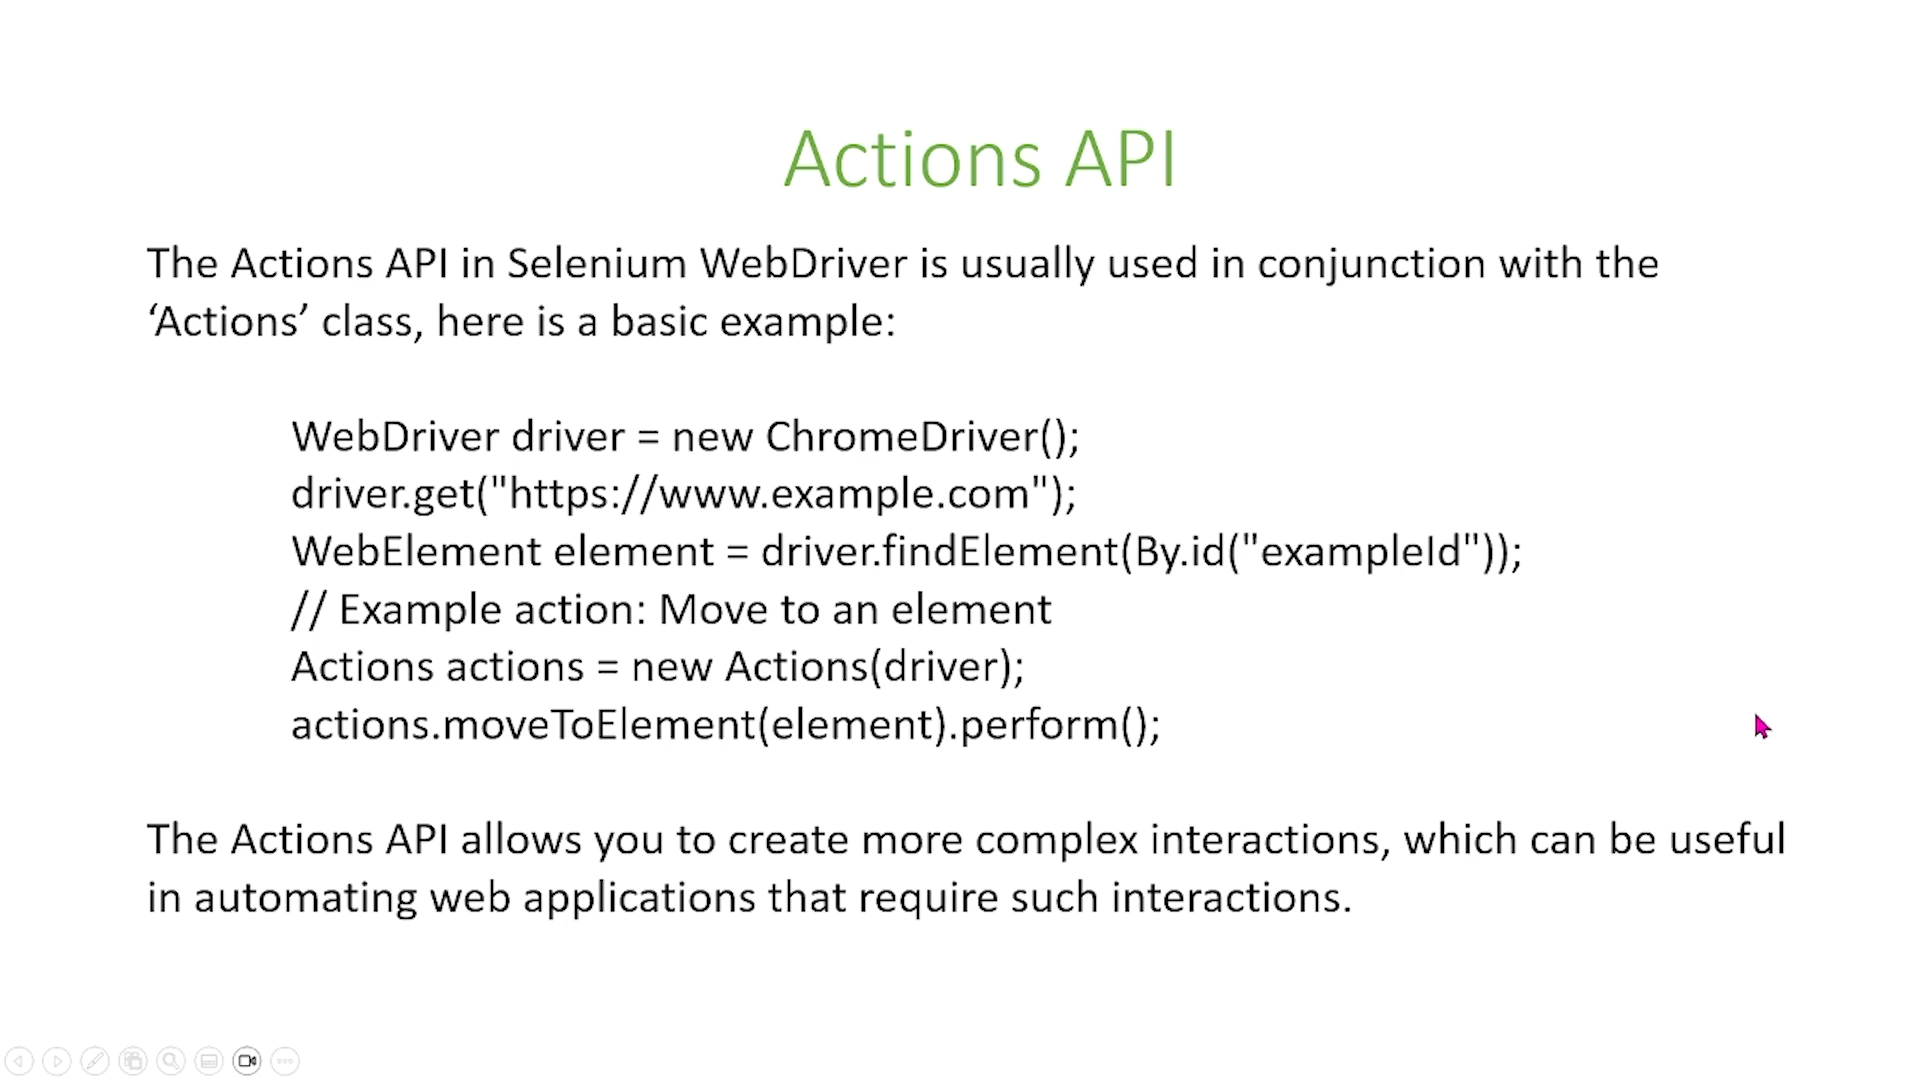 Actions API
The Actions API in Selenium WebDriver is usually used in conjunction with the
‘Actions’ class, here is a basic example:
WebDriver driver = new ChromeDriver();
driver.get("https://www.example.com");
WebElement element = driver.findElement(By.id("exampleId"));
// Example action: Move to an element
Actions actions = new Actions(driver);
actions.moveToElement(element).perform();
The Actions API allows you to create more complex interactions, which can be useful
in automating web applications that require such interactions.